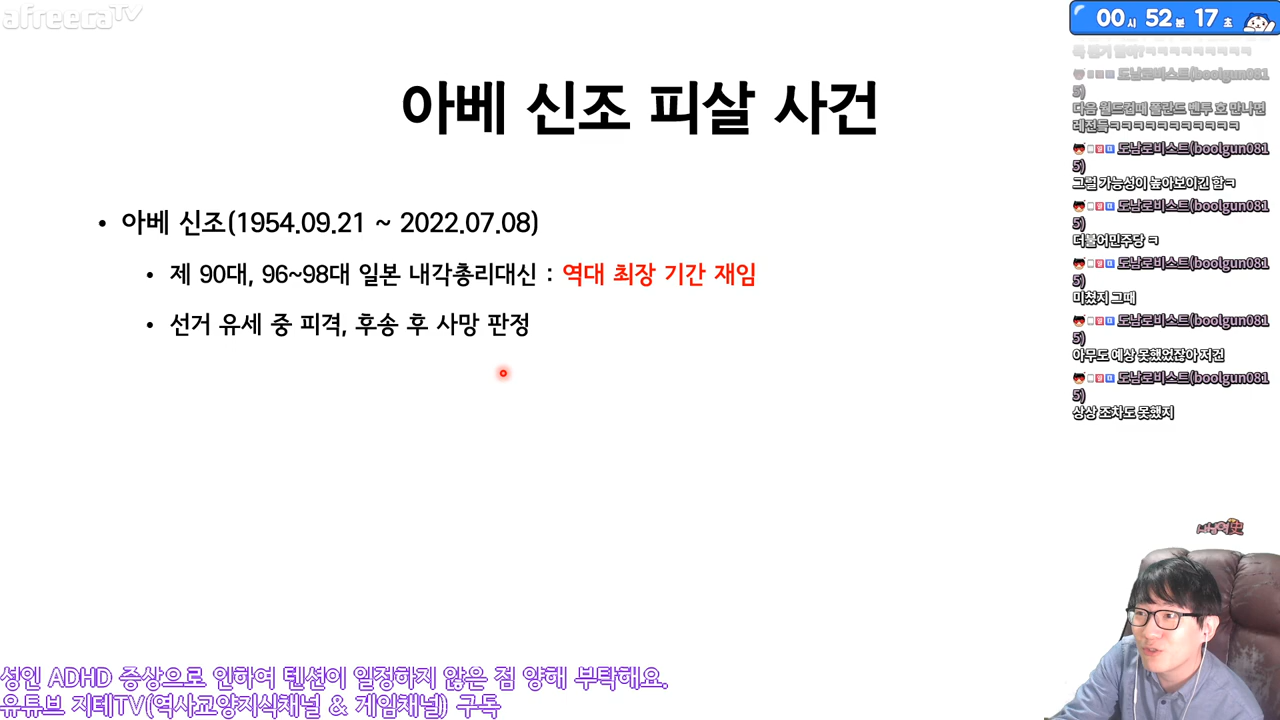 afreecaTV
00시 52분 17초
아베 신조 피살 사건
• 아베 신조(1954.09.21 ~ 2022.07.08)
• 제 90대, 96~98대 일본 내각총리대신 : 역대 최장 기간 재임
• 선거 유세 중 피격, 후송 후 사망 판정
도남로비스트(boolgun081
5)
다음 월드컵때 폴란드 벤투 호 만나면
레전득ㅋㅋㅋㅋㅋㅋㅋㅋㅋㅋㅋ
도남로비스트(boolgun081
5)
그럴 가능성이 높아보이긴 함ㅋ
도남로비스트(boolgun081
5)
더불어민주당 ㅋ
도남로비스트(boolgun081
5)
미쳤지 그때
도남로비스트(boolgun081
5)
아무도 예상 못했었잖아 저건
도남로비스트(boolgun081
5)
상상 조차도 못했지
성인 ADHD 증상으로 인하여 텐션이 일정하지 않은 점 양해 부탁해요.
유튜브 지테TV(역사교양지식채널 & 게임채널) 구독